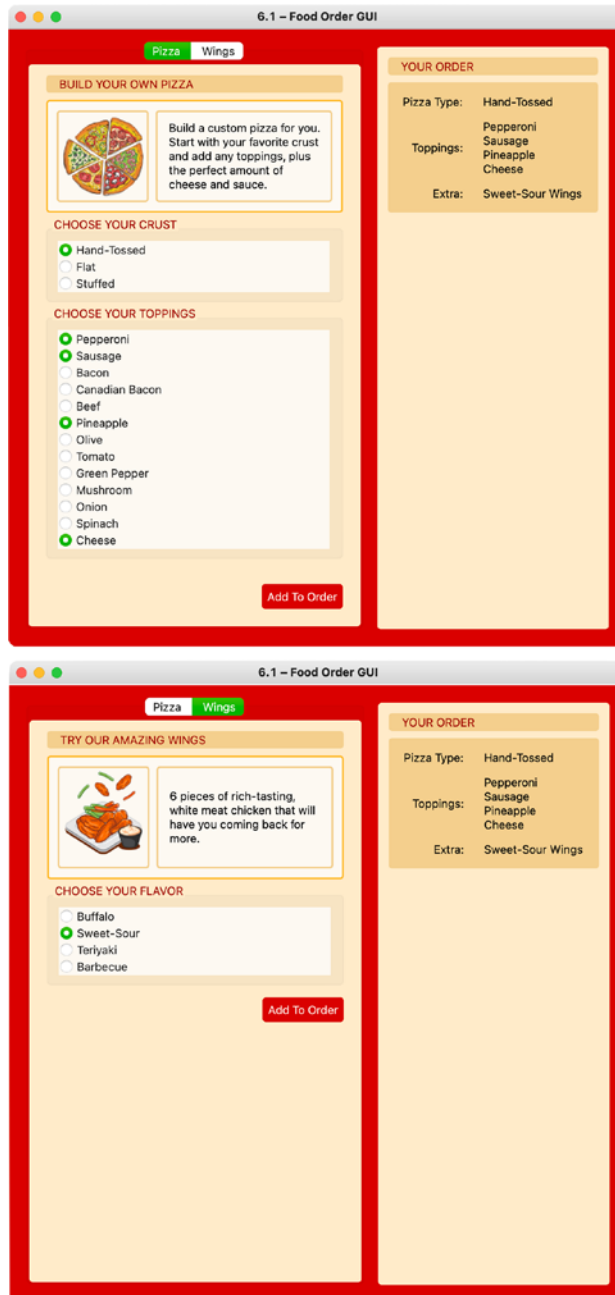 6.1 – Food Order GUI
Pizza Wings
BUILD YOUR OWN PIZZA
Build a custom pizza for you.
Start with your favorite crust
and add any toppings, plus
the perfect amount of
cheese and sauce.
CHOOSE YOUR CRUST
Hand-Tossed
Flat
Stuffed
CHOOSE YOUR TOPPINGS
Pepperoni
Sausage
Bacon
Canadian Bacon
Beef
Pineapple
Olive
Tomato
Green Pepper
Mushroom
Onion
Spinach
Cheese
Add To Order
YOUR ORDER
Pizza Type: Hand-Tossed
Pepperoni
Sausage
Toppings:
Pineapple
Cheese
Extra: Sweet-Sour Wings
6.1 – Food Order GUI
Pizza Wings
TRY OUR AMAZING WINGS
6 pieces of rich-tasting,
white meat chicken that will
have you coming back for
more.
CHOOSE YOUR FLAVOR
Buffalo
Sweet-Sour
Teriyaki
Barbecue
Add To Order
YOUR ORDER
Pizza Type: Hand-Tossed
Pepperoni
Sausage
Toppings:
Pineapple
Cheese
Extra: Sweet-Sour Wings